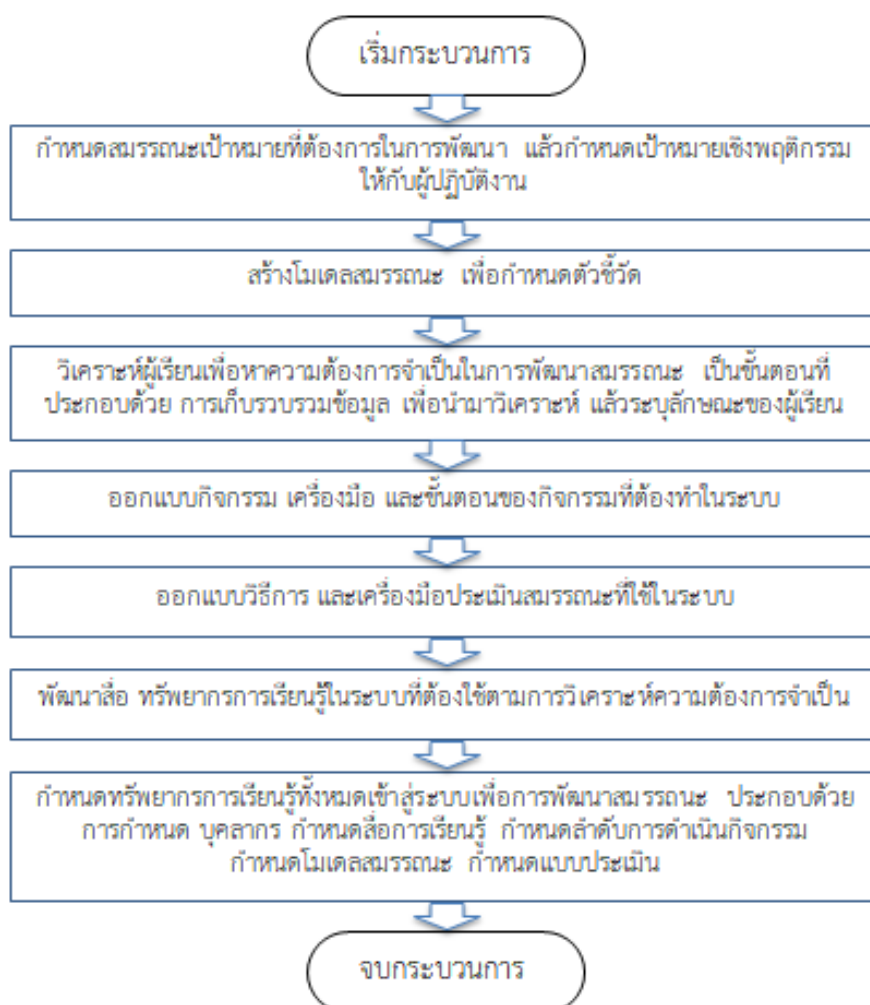 เริ่มกระบวนการ
กำหนดสมรรถนะเป้าหมายที่ต้องการในการพัฒนา แล้วกำหนดเป้าหมายเชิงพฤติกรรม
ให้กับผู้ปฏิบัติงาน
สร้างโมเดลสมรรถนะ เพื่อกำหนดตัวชี้วัด
วิเคราะห์ผู้เรียนเพื่อหาความต้องการจำเป็นในการพัฒนาสมรรถนะ เป็นขั้นตอนที่
ประกอบด้วย การเก็บรวบรวมข้อมูล เพื่อนำมาวิเคราะห์ แล้วระบุลักษณะของผู้เรียน
ออกแบบกิจกรรม เครื่องมือ และขั้นตอนของกิจกรรมที่ต้องทำในระบบ
ออกแบบวิธีการ และเครื่องมือประเมินสมรรถนะที่ใช้ในระบบ
พัฒนาสื่อ ทรัพยากรการเรียนรู้ในระบบที่ต้องใช้ตามการวิเคราะห์ความต้องการจำเป็น
กำหนดทรัพยากรการเรียนรู้ทั้งหมดเข้าสู่ระบบเพื่อการพัฒนาสมรรถนะ ประกอบด้วย
การกำหนด บุคลากร กำหนดสื่อการเรียนรู้ กำหนดลำดับการดำเนินกิจกรรม
กำหนดโมเดลสมรรถนะ กำหนดแบบประเมิน
จบกระบวนการ